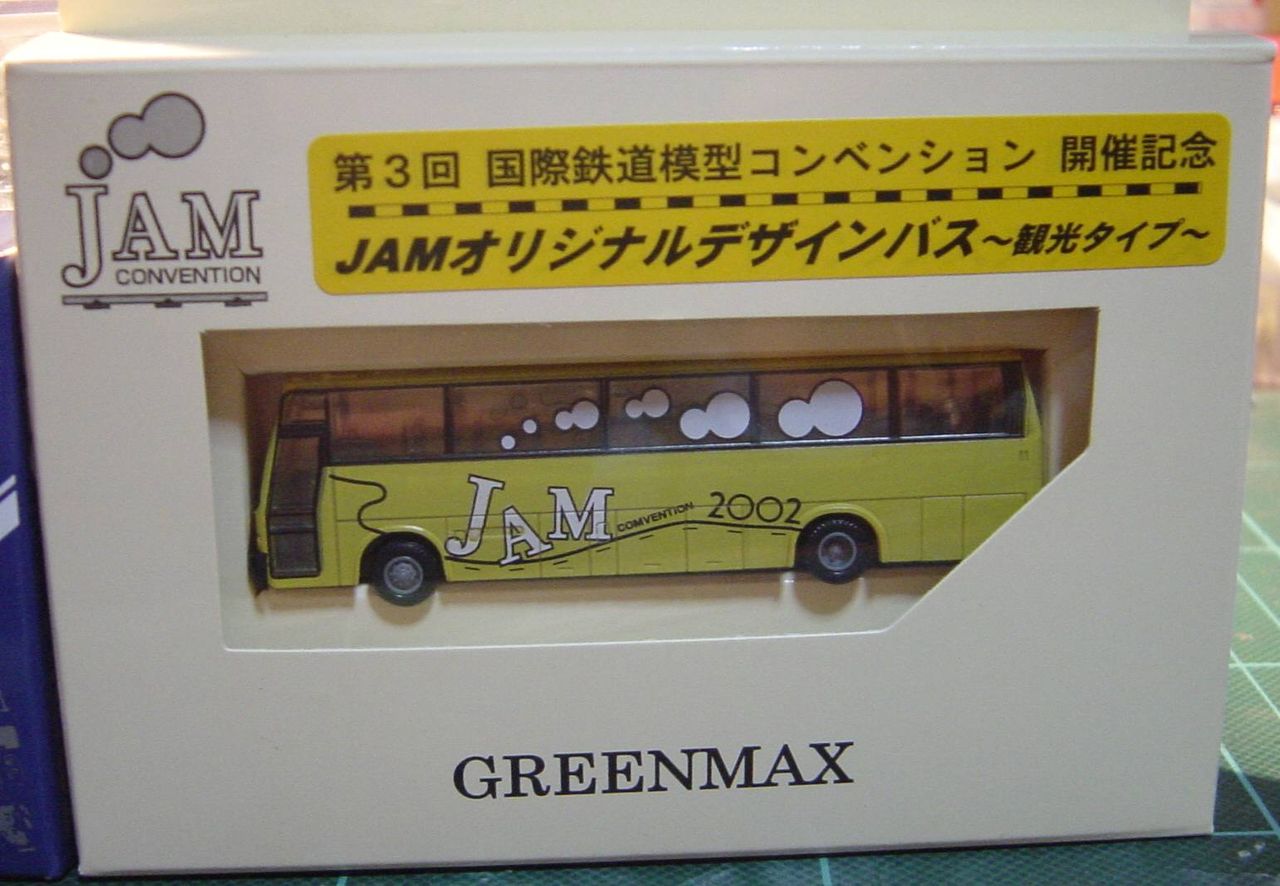 JAM
CONVENTION
第3回 国際鉄道模型コンベンション 開催記念
JAMオリジナルデザインバス～観光タイプ～
JAM COMVENTION 2002
GREENMAX